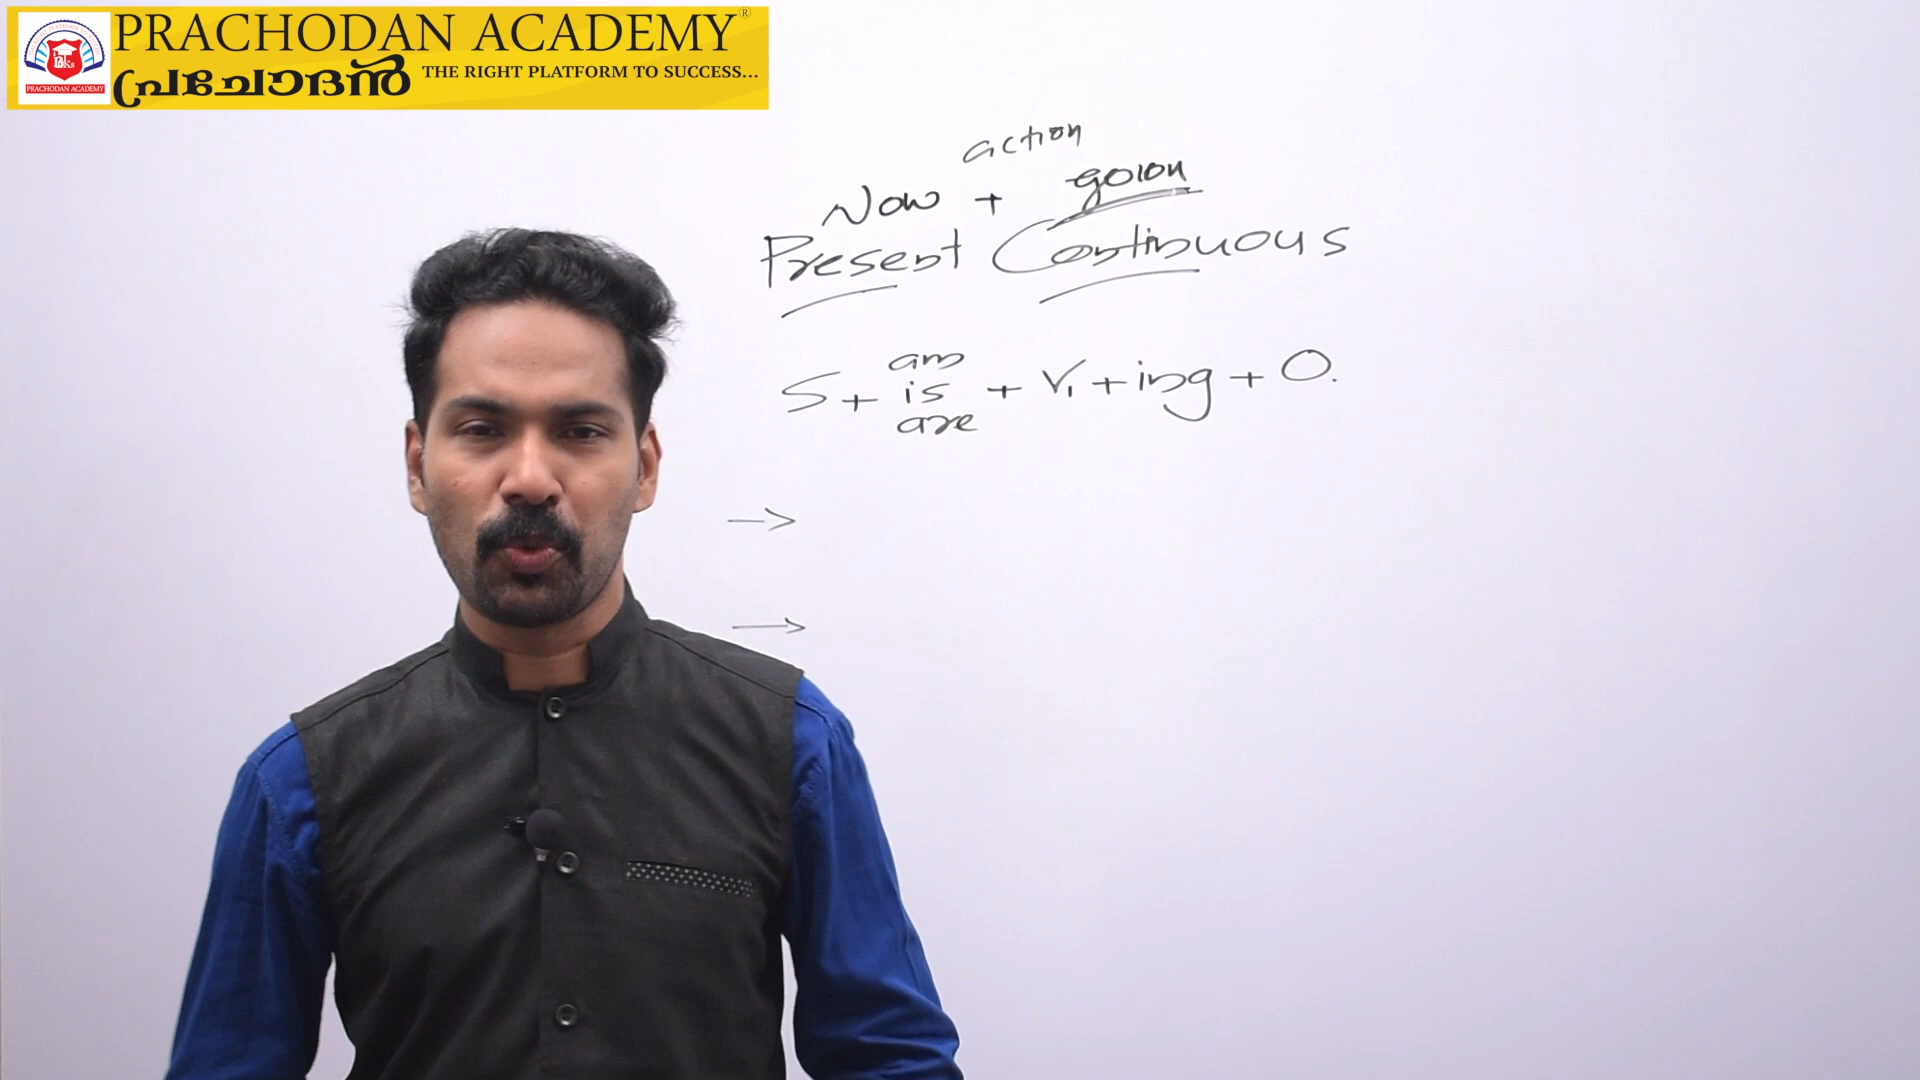 PRACHODAN ACADEMY®
പ്രചോദൻ THE RIGHT PLATFORM TO SUCCESS...
PRACHODAN ACADEMY
action
Now + goion
Present Continuous
am
S + is + V1 + ing + O.
are
→
→